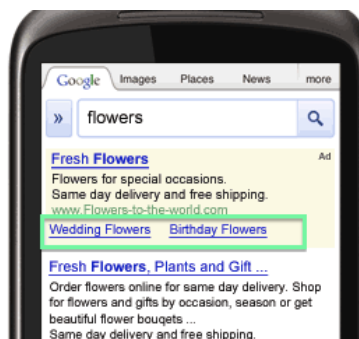 Google Images Places News more
» flowers
Fresh Flowers Ad
Flowers for special occasions.
Same day delivery and free shipping.
www.Flowers-to-the-world.com
Wedding Flowers Birthday Flowers
Fresh Flowers, Plants and Gift ...
Order flowers online for same day delivery. Shop
for flowers and gifts by occasion, season or get
beautiful flower bouqets ...
Same day delivery and free shipping.